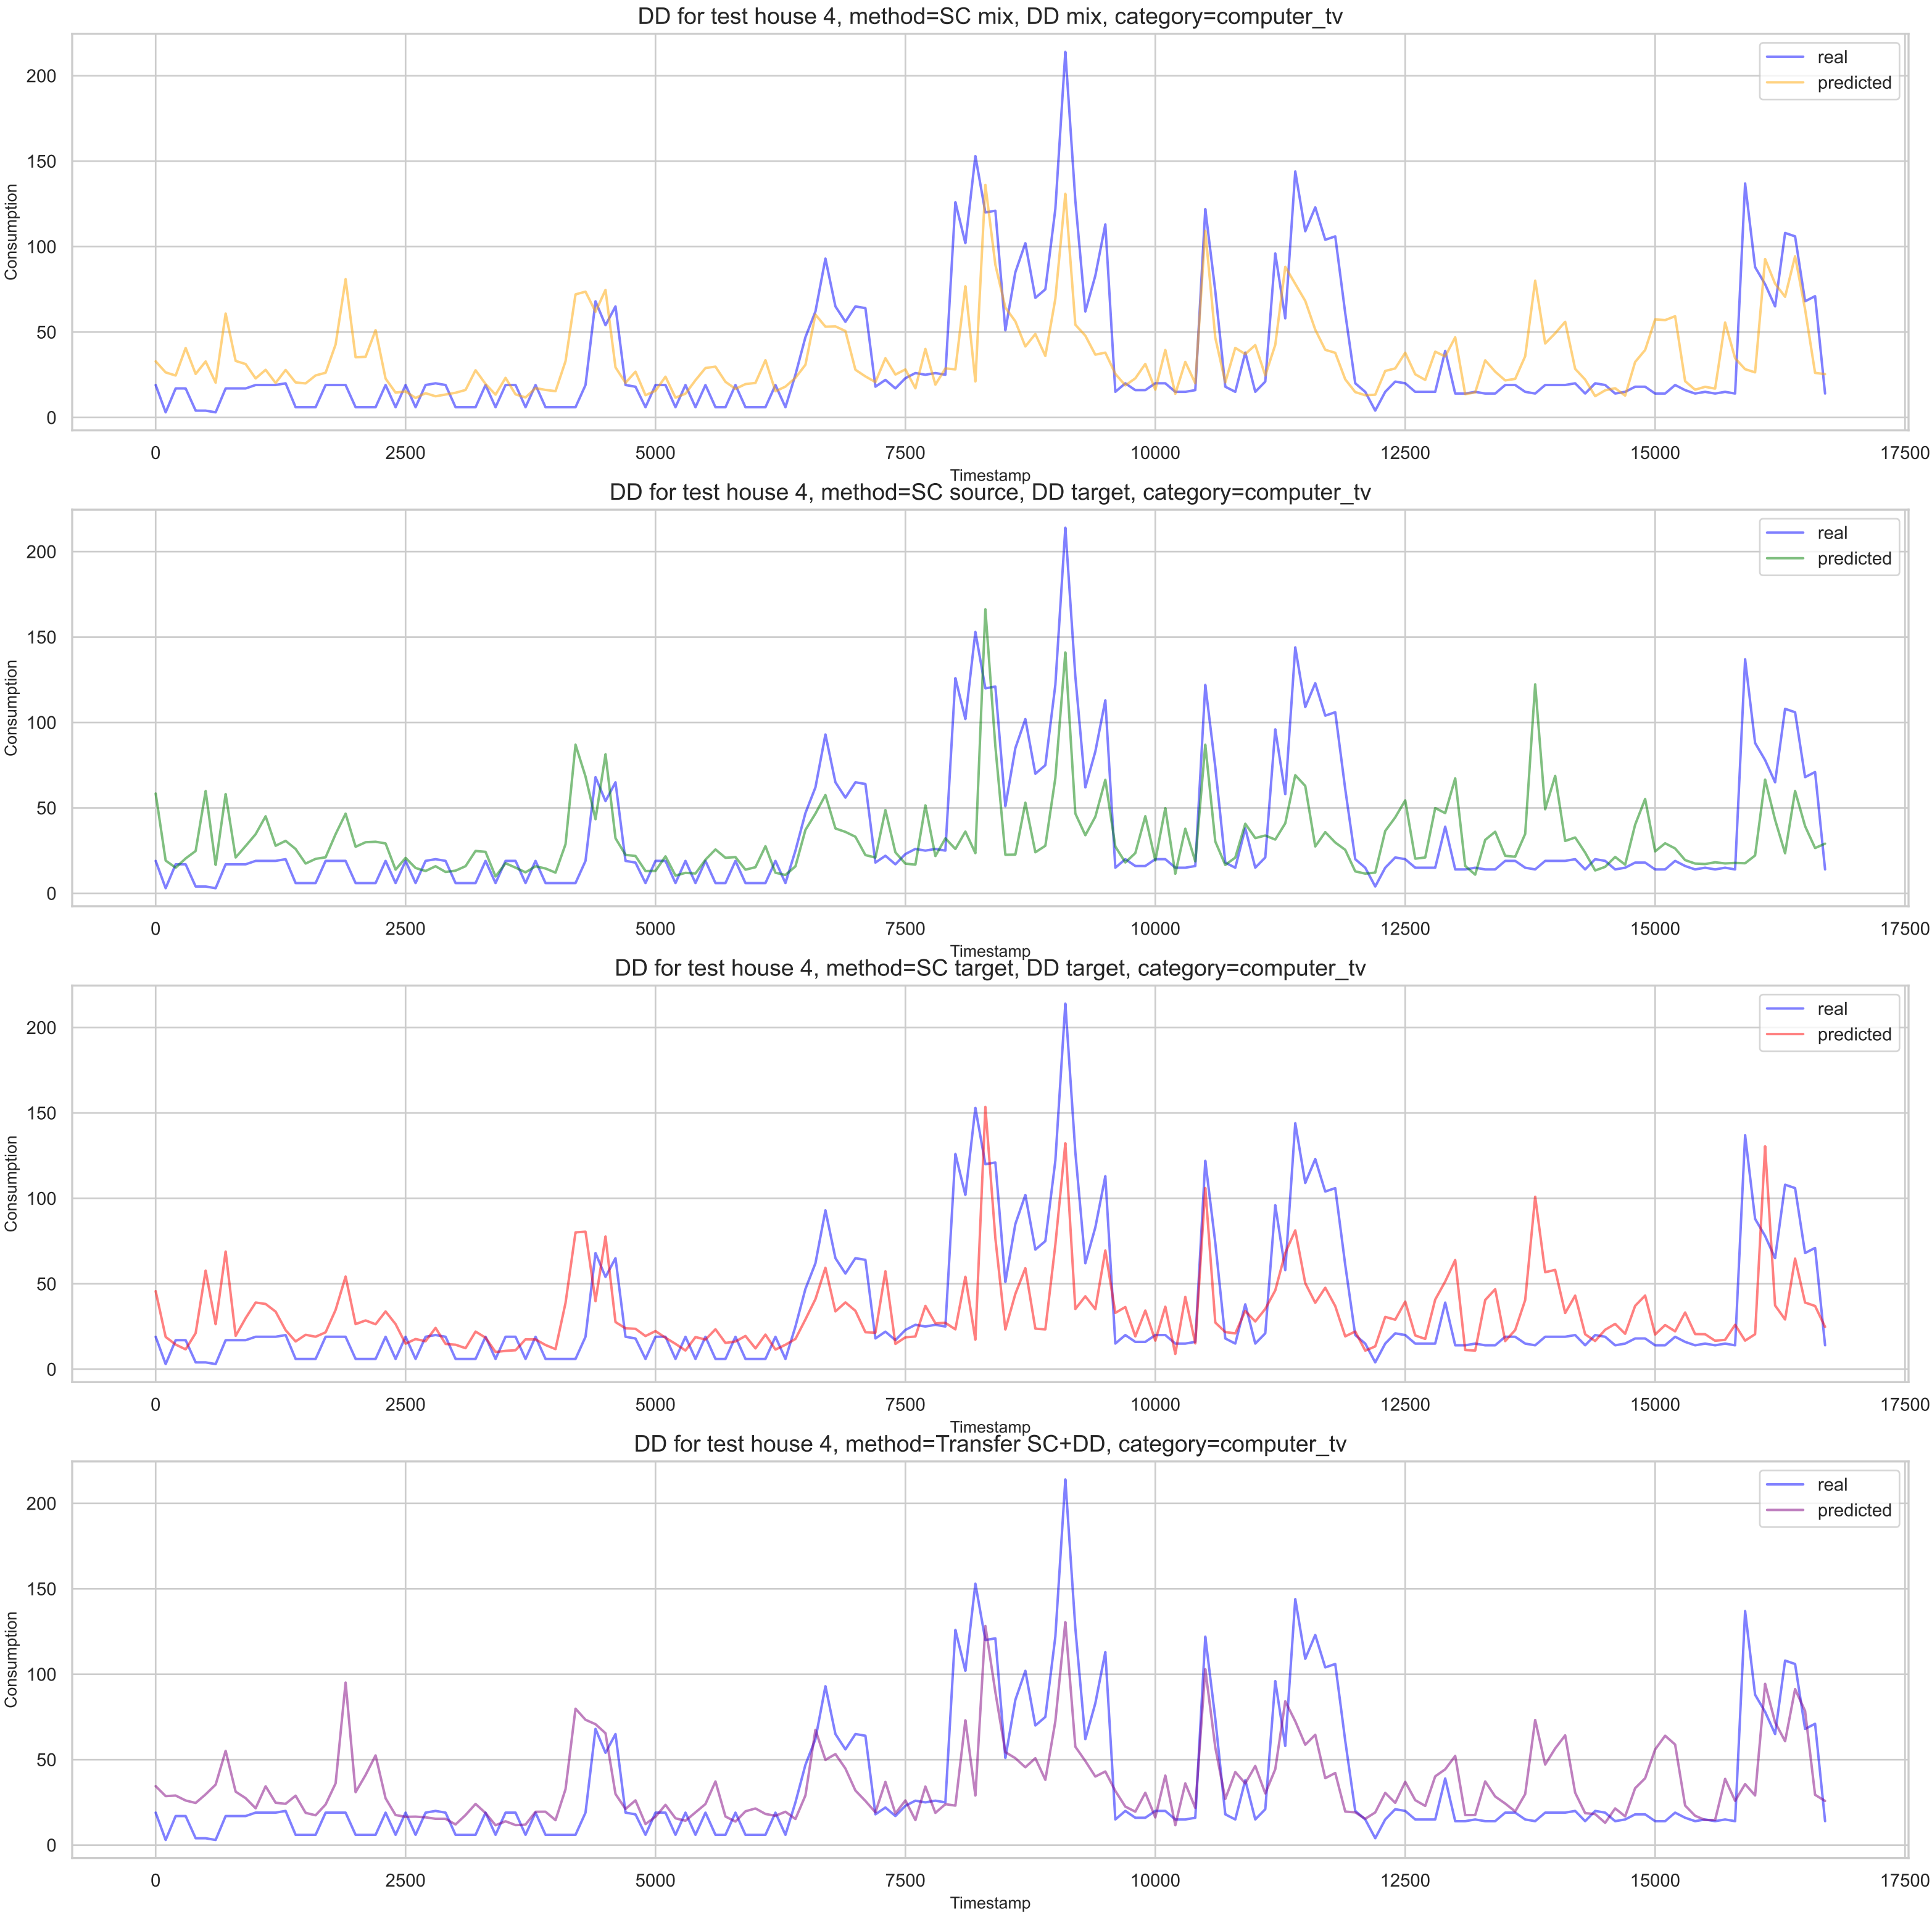 DD for test house 4, method=SC mix, DD mix, category=computer_tv
real
predicted
Consumption
200
150
100
50
0
0 2500 5000 7500 10000 12500 15000 17500
Timestamp
DD for test house 4, method=SC source, DD target, category=computer_tv
real
predicted
Consumption
200
150
100
50
0
0 2500 5000 7500 10000 12500 15000 17500
Timestamp
DD for test house 4, method=SC target, DD target, category=computer_tv
real
predicted
Consumption
200
150
100
50
0
0 2500 5000 7500 10000 12500 15000 17500
Timestamp
DD for test house 4, method=Transfer SC+DD, category=computer_tv
real
predicted
Consumption
200
150
100
50
0
0 2500 5000 7500 10000 12500 15000 17500
Timestamp